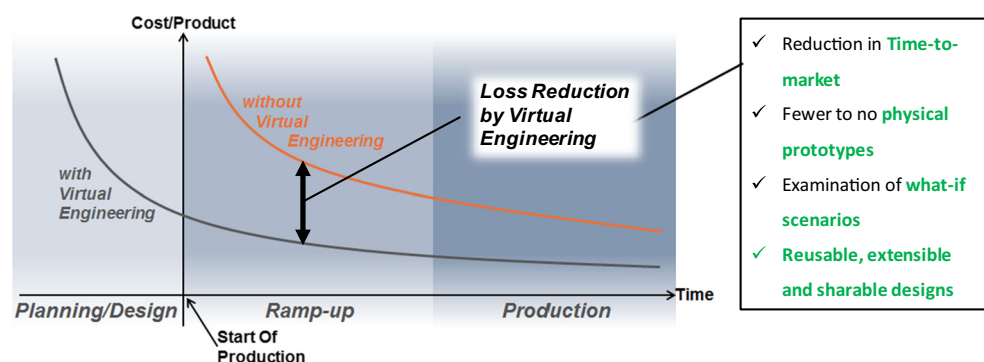 Cost/Product
with
Virtual
Engineering
without
Virtual
Engineering
Loss Reduction
by Virtual
Engineering
Time
Planning/Design
Ramp-up
Production
Start Of
Production
✓ Reduction in Time-to-
market
✓ Fewer to no physical
prototypes
✓ Examination of what-if
scenarios
✓ Reusable, extensible
and sharable designs